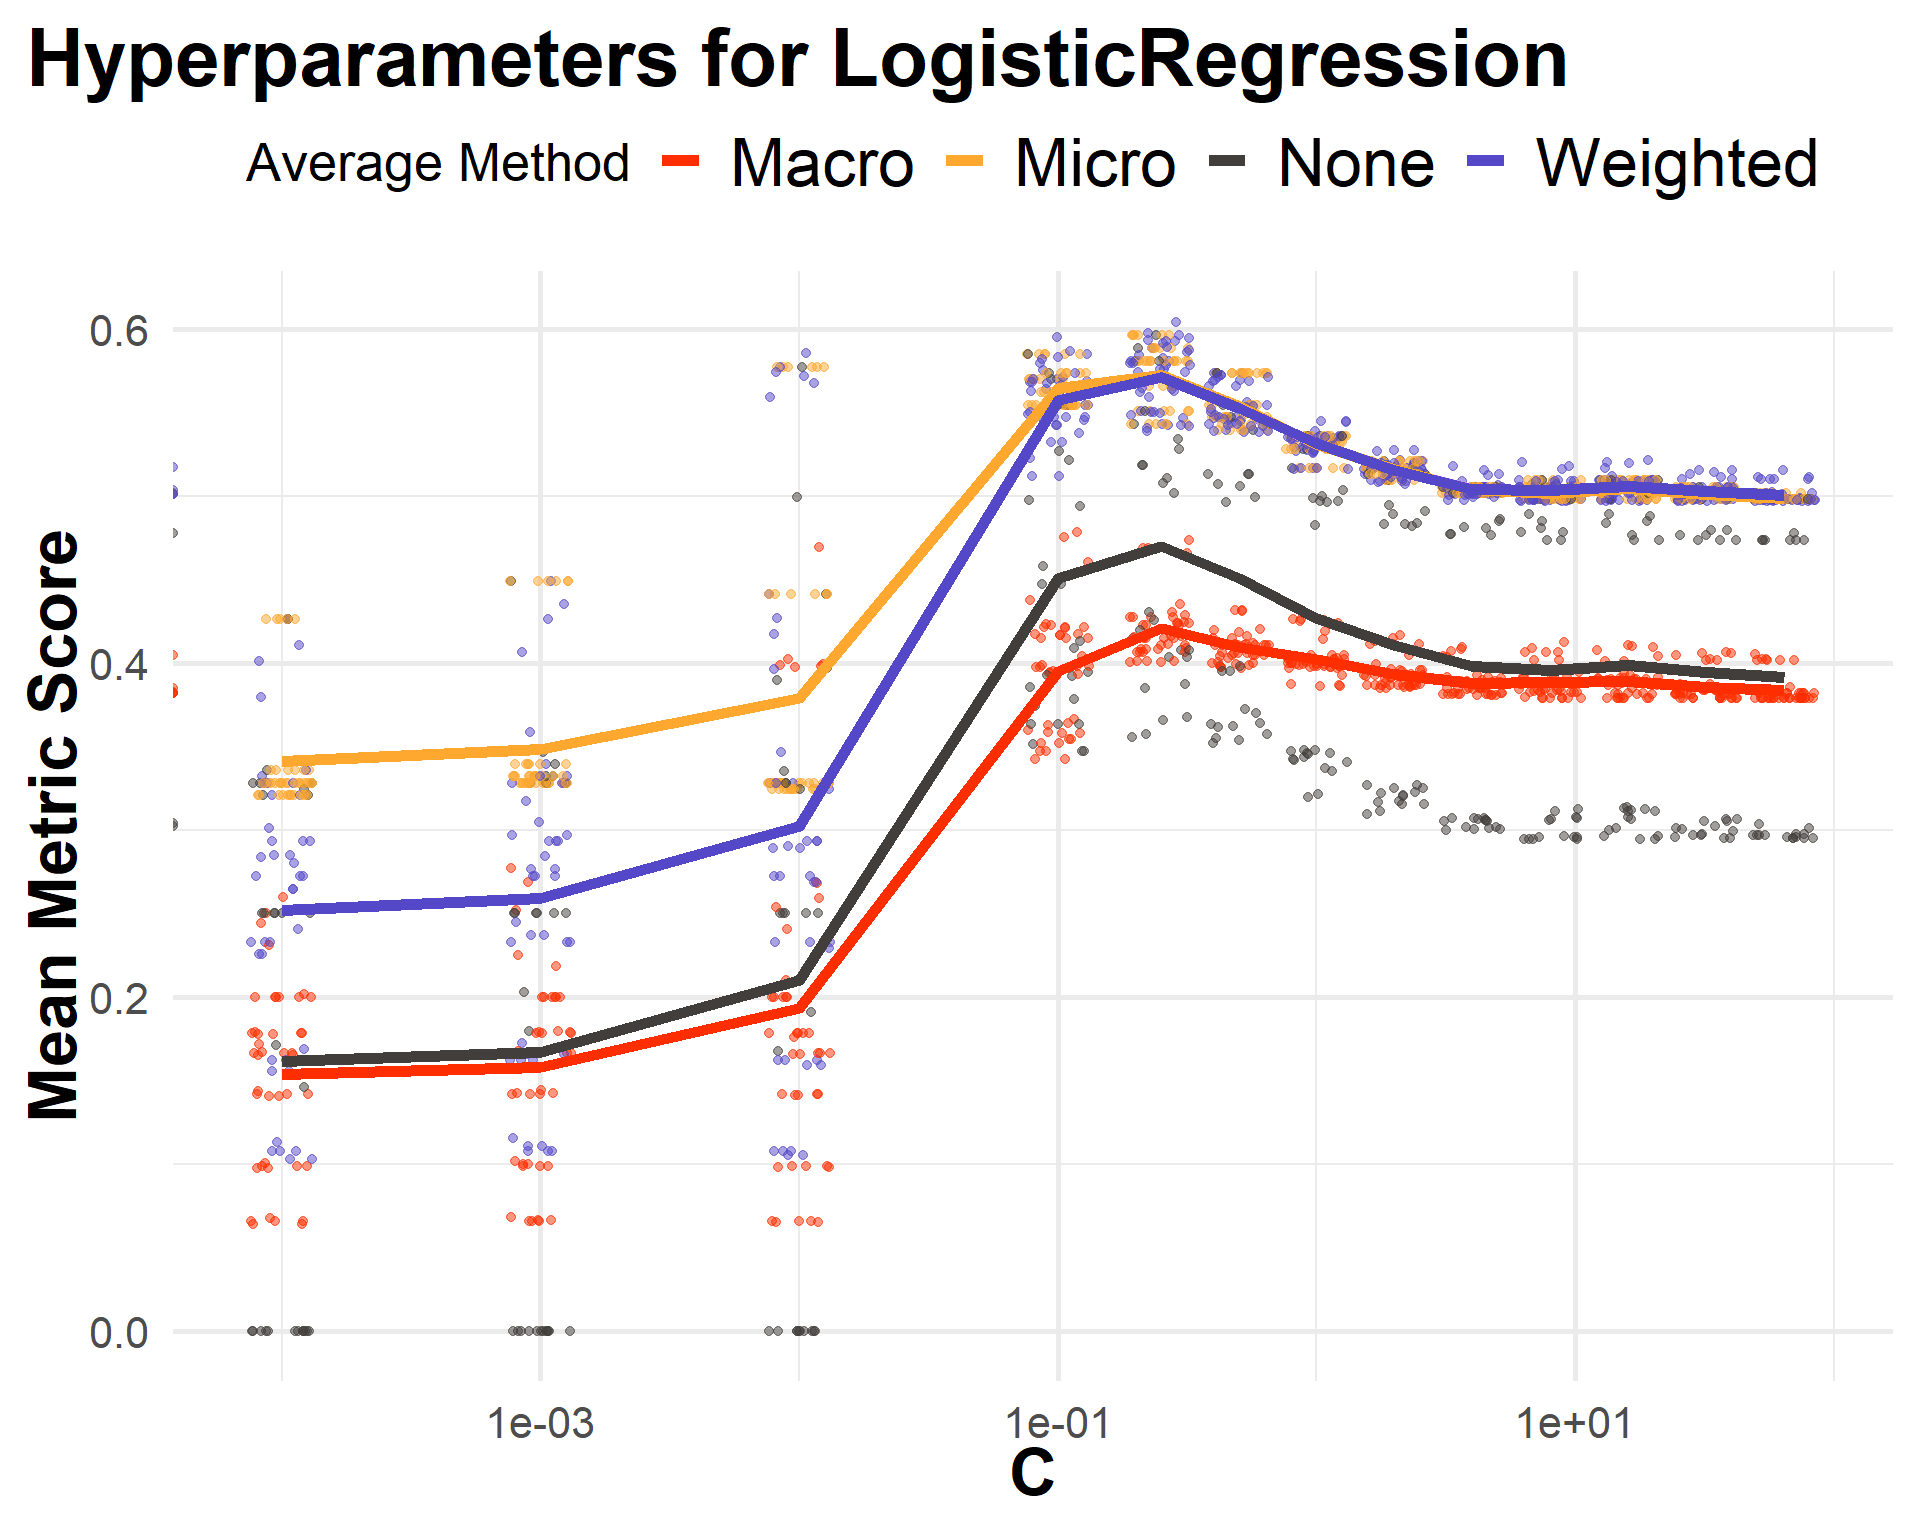 Hyperparameters for LogisticRegression
Average Method Macro Micro None Weighted
Mean Metric Score
0.6
0.4
0.2
0.0
1e-03 1e-01 1e+01
C